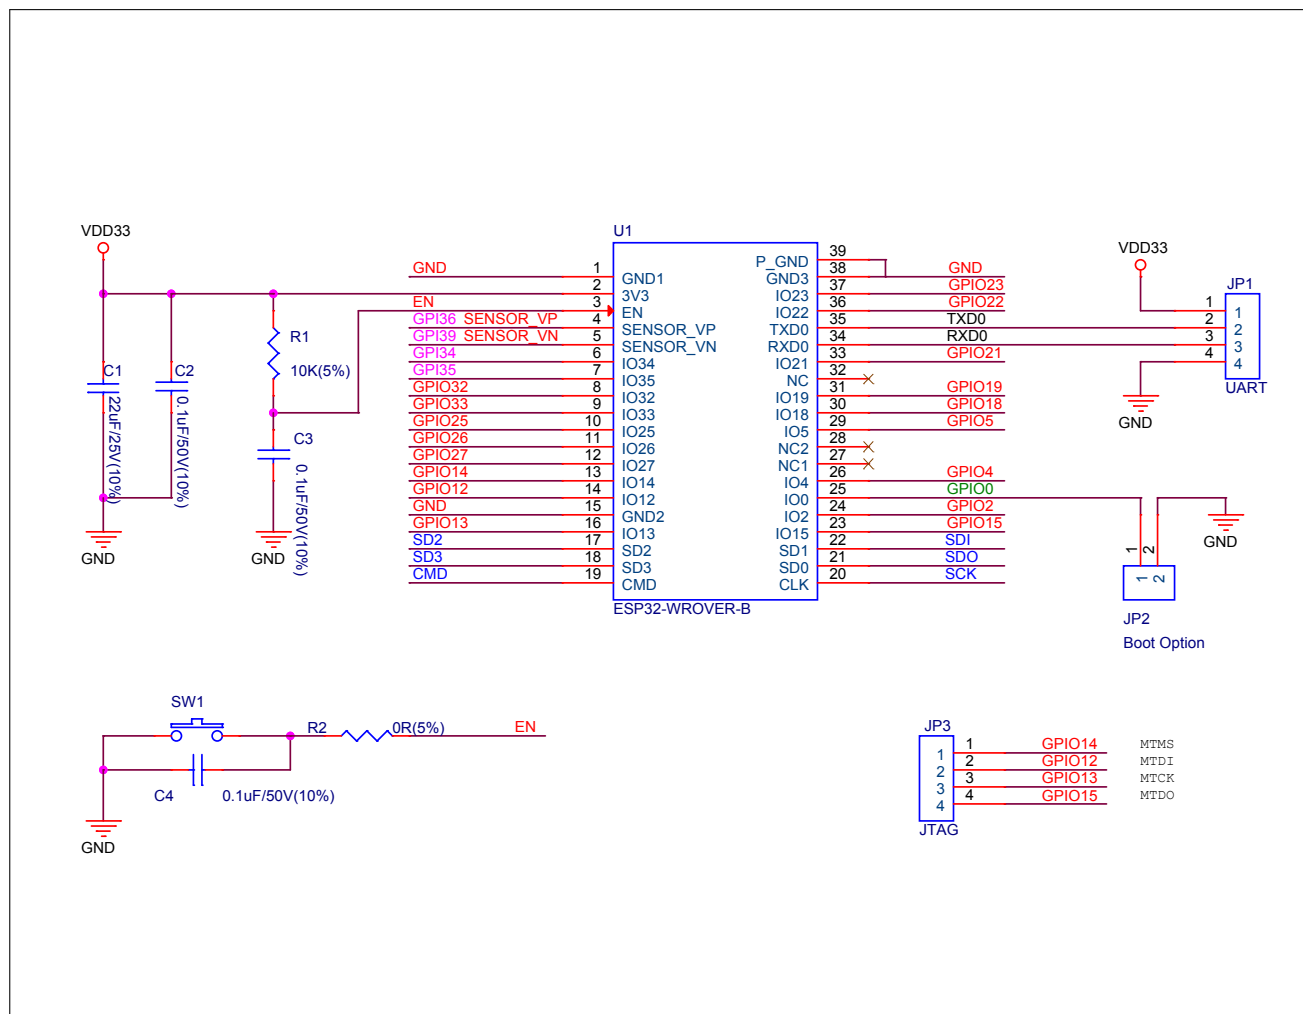 VDD33
U1
VDD33
JP1
GND 1 GND1
2 3V3
EN 3 EN
GPI36 SENSOR_VP 4 SENSOR_VP
GPI39 SENSOR_VN 5 SENSOR_VN
GPI34 6 IO34
GPI35 7 IO35
GPIO32 8 IO32
GPIO33 9 IO33
GPIO25 10 IO25
GPIO26 11 IO26
GPIO27 12 IO27
GPIO14 13 IO14
GPIO12 14 IO12
GND 15 GND2
GPIO13 16 IO13
SD2 17 SD2
SD3 18 SD3
CMD 19 CMD
P_GND 39
GND3 38 GND
IO23 37 GPIO23
IO22 36 GPIO22
TXD0 35 TXD0
RXD0 34 RXD0
IO21 33 GPIO21
NC 32
IO19 31 GPIO19
IO18 30 GPIO18
IO5 29 GPIO5
NC2 28
NC1 27
IO4 26 GPIO4
IO0 25 GPIO0
IO2 24 GPIO2
IO15 23 GPIO15
SD1 22 SDI
SD0 21 SDO
CLK 20 SCK
ESP32-WROVER-B
R1
10K(5%)
C1
22uF/25V(10%)
C2
0.1uF/50V(10%)
C3
0.1uF/50V(10%)
GND
GND
1 1
2 2
3 3
4 4
UART
GND
GND
1 2
1 2
JP2
Boot Option
SW1
R2 0R(5%) EN
C4 0.1uF/50V(10%)
GND
JP3
1 1 GPIO14 MTMS
2 2 GPIO12 MTDI
3 3 GPIO13 MTCK
4 4 GPIO15 MTDO
JTAG